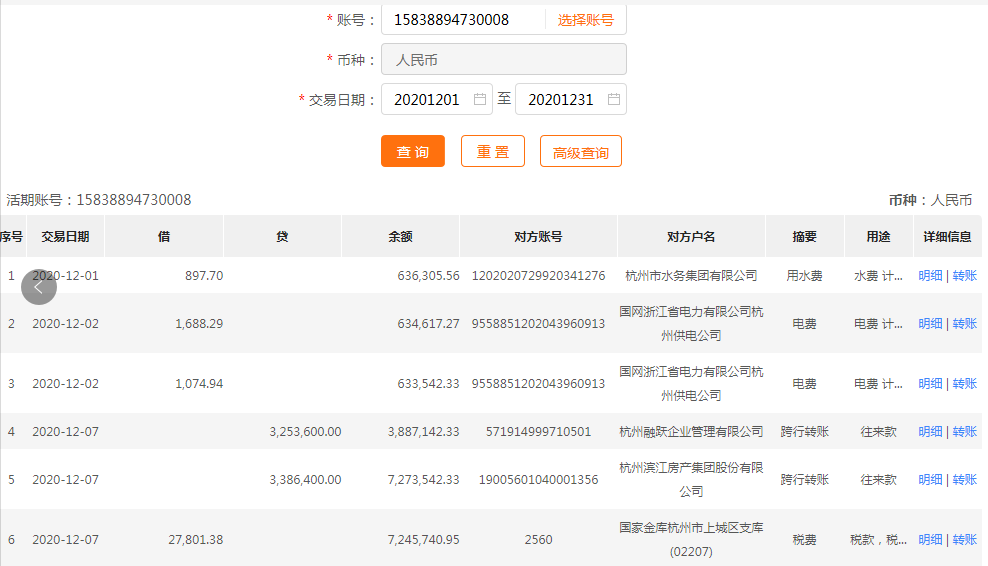 * 账号： 15838894730008 选择账号
* 币种： 人民币
* 交易日期： 20201201 至 20201231
查 询 重 置 高级查询
活期账号：15838894730008 币种：人民币
序号 交易日期 借 贷 余额 对方账号 对方户名 摘要 用途 详细信息
1 2020-12-01 897.70 636,305.56 1202020729920341276 杭州市水务集团有限公司 用水费 水费 计... 明细 | 转账
2 2020-12-02 1,688.29 634,617.27 9558851202043960913 国网浙江省电力有限公司杭
州供电公司 电费 电费 计... 明细 | 转账
3 2020-12-02 1,074.94 633,542.33 9558851202043960913 国网浙江省电力有限公司杭
州供电公司 电费 电费 计... 明细 | 转账
4 2020-12-07 3,253,600.00 3,887,142.33 571914999710501 杭州融跃企业管理有限公司 跨行转账 往来款 明细 | 转账
5 2020-12-07 3,386,400.00 7,273,542.33 19005601040001356 杭州滨江房产集团股份有限
公司 跨行转账 往来款 明细 | 转账
6 2020-12-07 27,801.38 7,245,740.95 2560 国家金库杭州市上城区支库
(02207) 税费 税款，税... 明细 | 转账